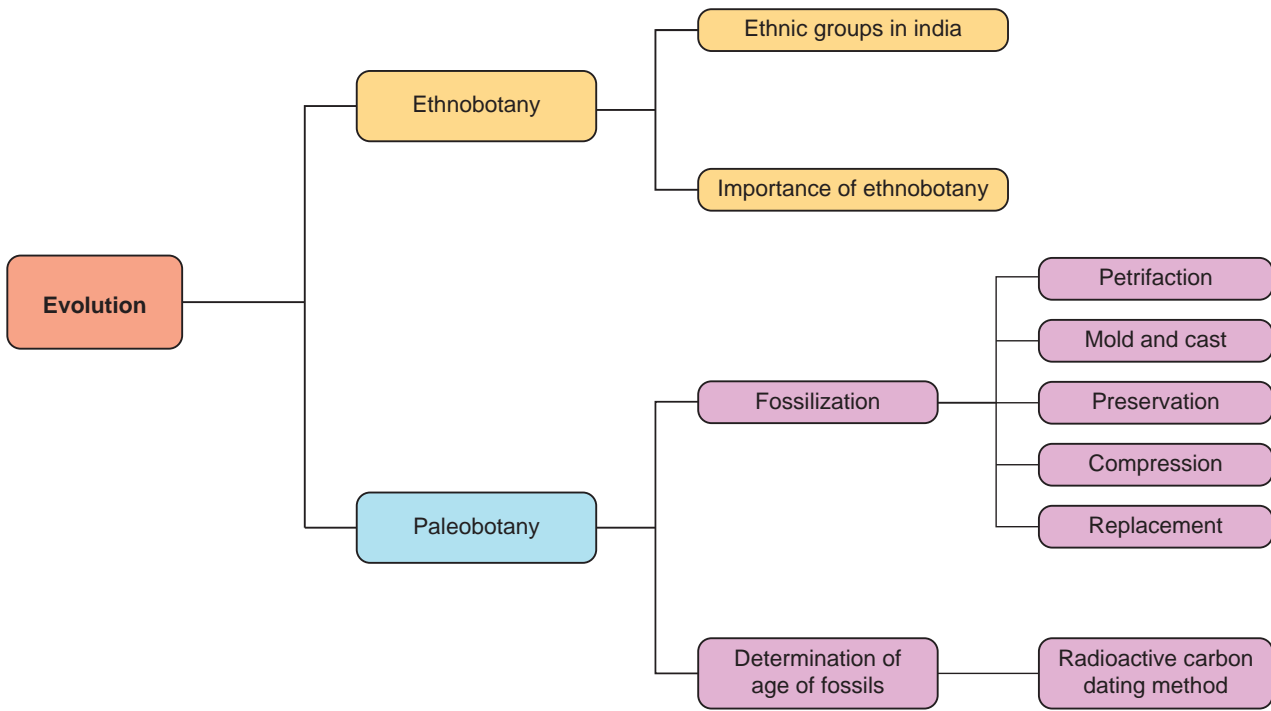 Ethnic groups in india
Ethnobotany
Importance of ethnobotany
Evolution
Petrifaction
Mold and cast
Fossilization
Preservation
Compression
Paleobotany
Replacement
Determination of
age of fossils
Radioactive carbon
dating method